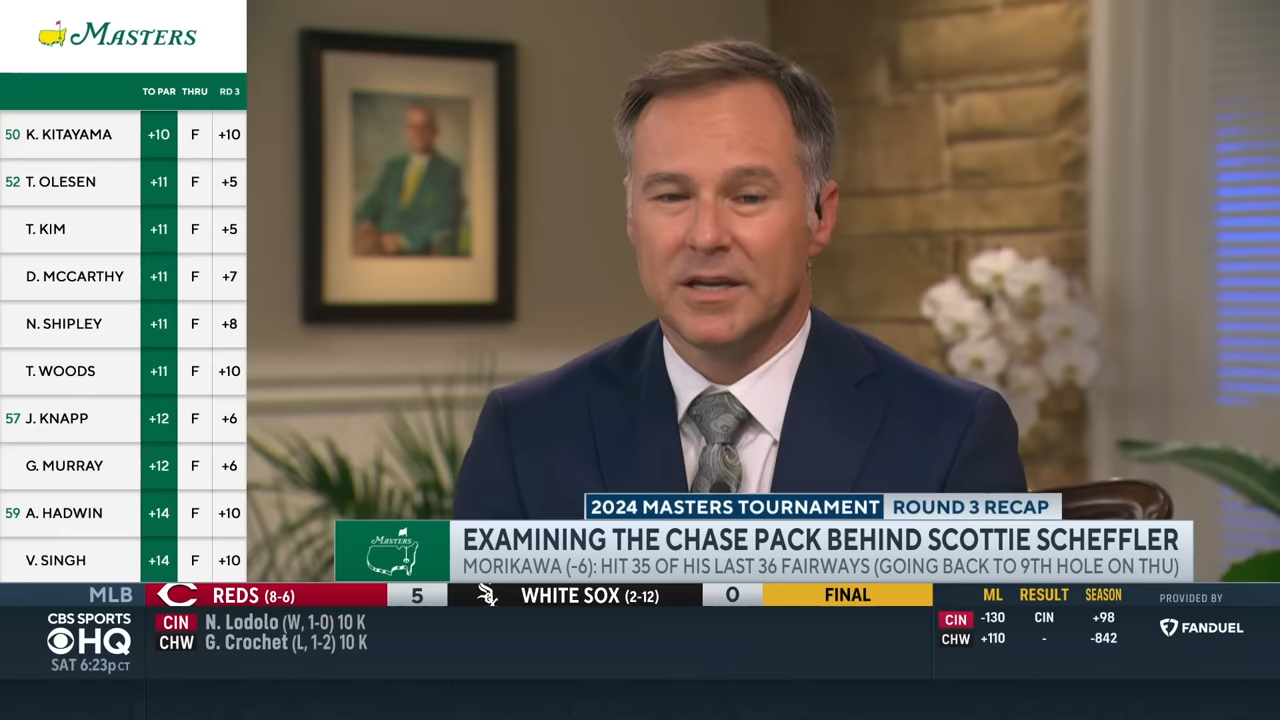 MASTERS
TO PAR THRU RD 3
50 K. KITAYAMA +10 F +10
52 T. OLESEN +11 F +5
T. KIM +11 F +5
D. MCCARTHY +11 F +7
N. SHIPLEY +11 F +8
T. WOODS +11 F +10
57 J. KNAPP +12 F +6
G. MURRAY +12 F +6
59 A. HADWIN +14 F +10
V. SINGH +14 F +10
2024 MASTERS TOURNAMENT ROUND 3 RECAP
MASTERS
EXAMINING THE CHASE PACK BEHIND SCOTTIE SCHEFFLER
MORIKAWA (-6): HIT 35 OF HIS LAST 36 FAIRWAYS (GOING BACK TO 9TH HOLE ON THU)
MLB REDS (8-6) 5 WHITE SOX (2-12) 0 FINAL
CBS SPORTS
HQ
SAT 6:23p CT
CIN N. Lodolo (W, 1-0) 10 K
CHW G. Crochet (L, 1-2) 10 K
ML RESULT SEASON
CIN -130 CIN +98
CHW +110 - -842
PROVIDED BY
FANDUEL